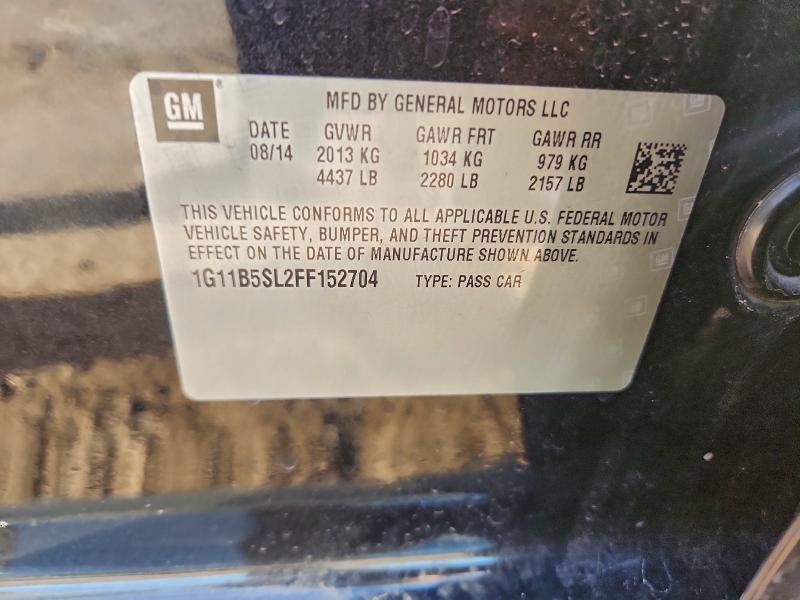 GM ®
MFD BY GENERAL MOTORS LLC
DATE GVWR GAWR FRT GAWR RR
08/14 2013 KG 1034 KG 979 KG
4437 LB 2280 LB 2157 LB
THIS VEHICLE CONFORMS TO ALL APPLICABLE U.S. FEDERAL MOTOR
VEHICLE SAFETY, BUMPER, AND THEFT PREVENTION STANDARDS IN
EFFECT ON THE DATE OF MANUFACTURE SHOWN ABOVE.
1G11B5SL2FF152704 TYPE: PASS CAR